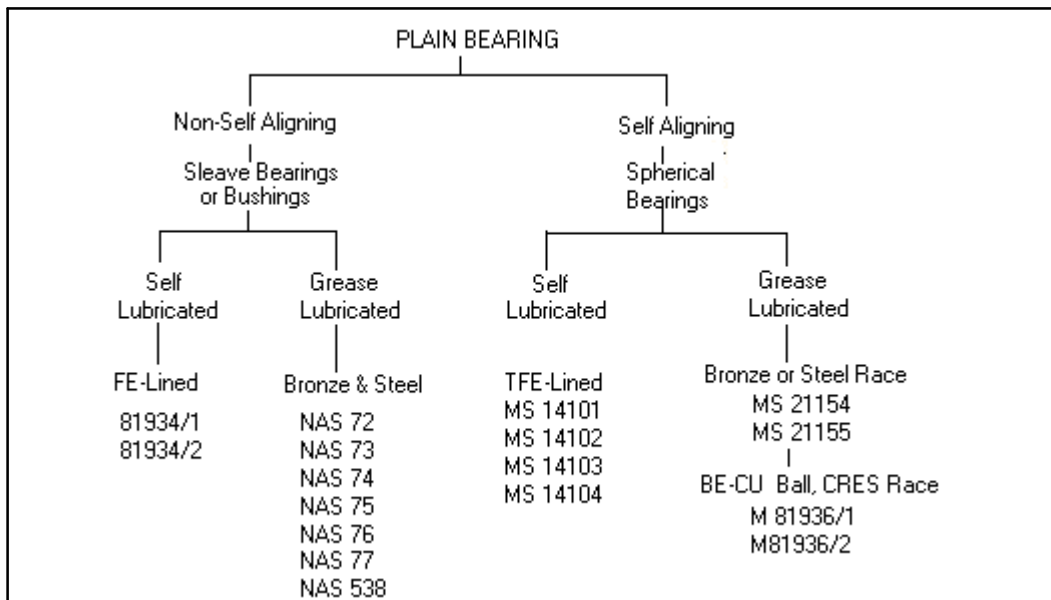 PLAIN BEARING
Non-Self Aligning
Sleave Bearings
or Bushings
Self
Lubricated
FE-Lined
81934/1
81934/2
Grease
Lubricated
Bronze & Steel
NAS 72
NAS 73
NAS 74
NAS 75
NAS 76
NAS 77
NAS 538
Self Aligning
Spherical
Bearings
Self
Lubricated
TFE-Lined
MS 14101
MS 14102
MS 14103
MS 14104
Grease
Lubricated
Bronze or Steel Race
MS 21154
MS 21155
BE-CU Ball, CRES Race
M 81936/1
M81936/2